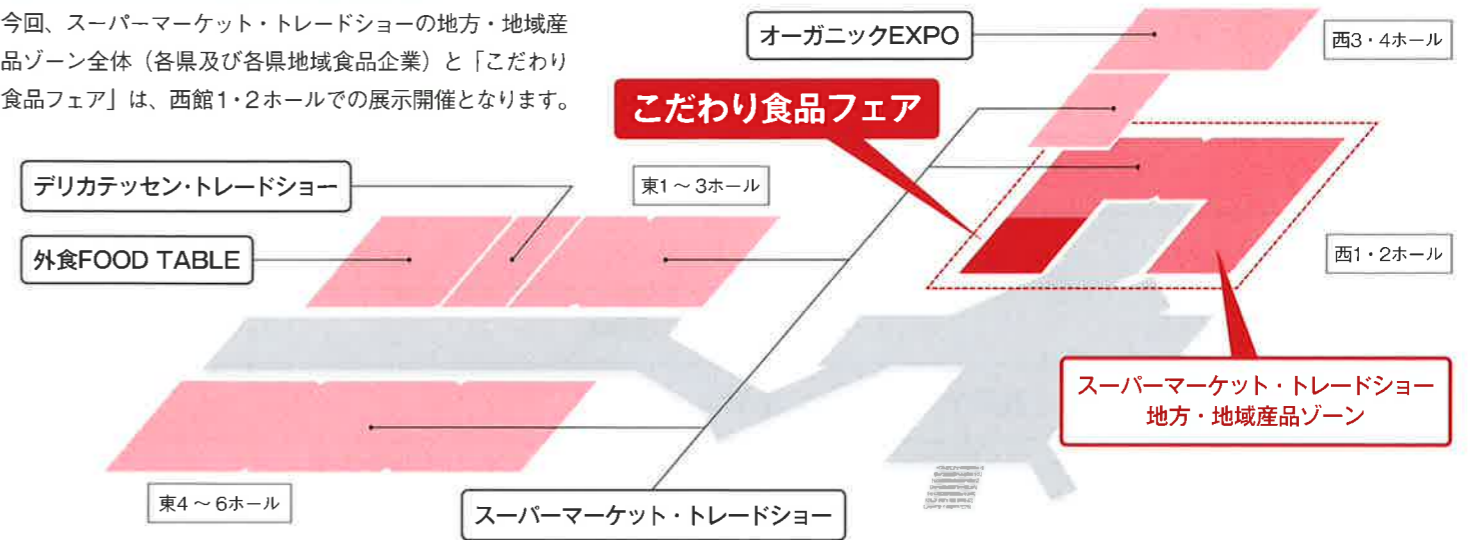 今回、スーパーマーケット・トレードショーの地方・地域産
品ゾーン全体（各県及び各県地域食品企業）と「こだわり
食品フェア」は、西館1・2ホールでの展示開催となります。
オーガニックEXPO
西3・4ホール
こだわり食品フェア
デリカテッセン・トレードショー
東1～3ホール
外食FOOD TABLE
西1・2ホール
スーパーマーケット・トレードショー
地方・地域産品ゾーン
東4～6ホール
スーパーマーケット・トレードショー